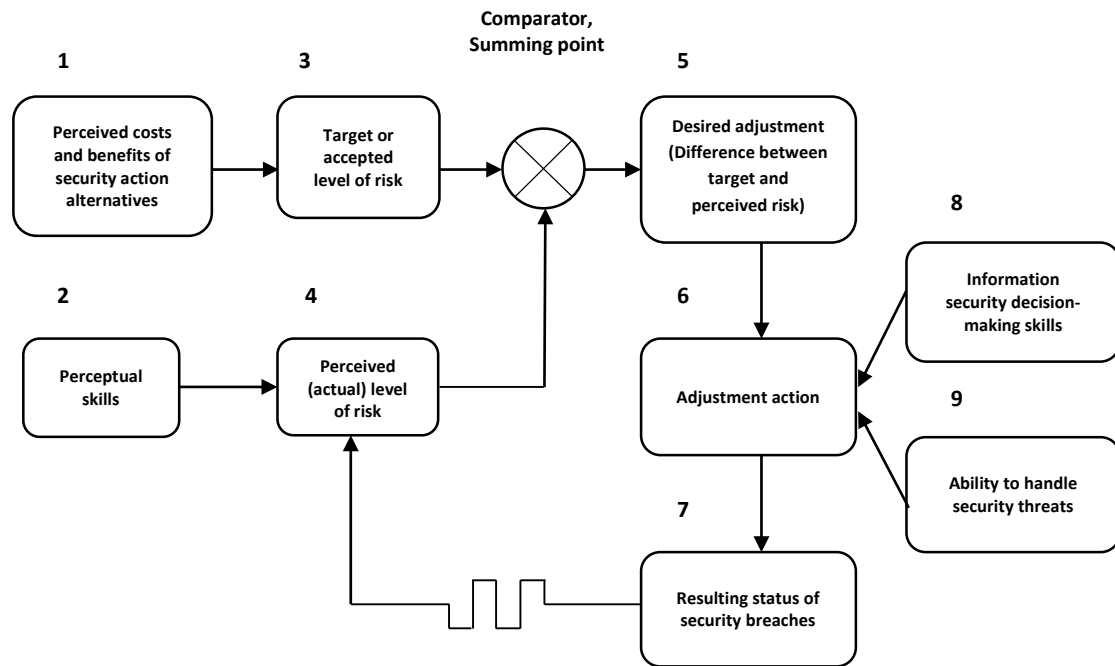 Comparator,
Summing point
1
3
5
Perceived costs
and benefits of
security action
alternatives
Target or
accepted
level of risk
Desired adjustment
(Difference between
target and
perceived risk)
8
Information
security decision-
making skills
2
4
6
Perceptual
skills
Perceived
(actual) level
of risk
Adjustment action
9
Ability to handle
security threats
7
Resulting status of
security breaches